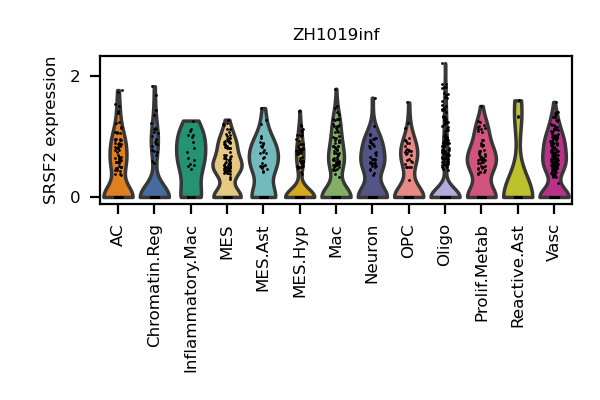 ZH1019inf
SRSF2 expression
2
0
AC
Chromatin.Reg
Inflammatory.Mac
MES
MES.Ast
MES.Hyp
Mac
Neuron
OPC
Oligo
Prolif.Metab
Reactive.Ast
Vasc